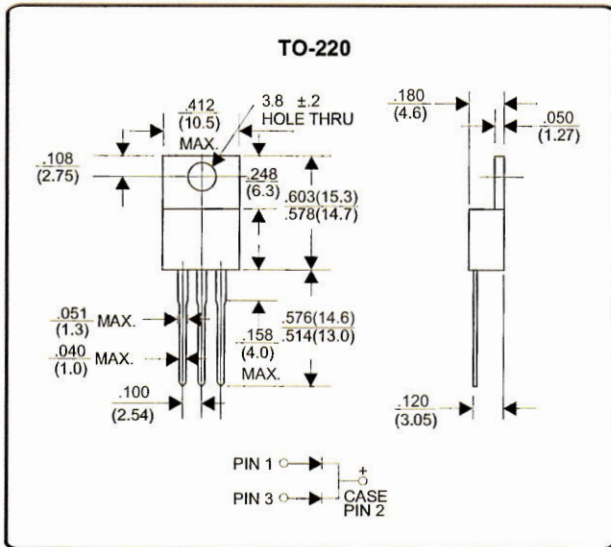 TO-220
.412
(10.5)
MAX.
3.8 ±.2
HOLE THRU
.180
(4.6)
.050
(1.27)
.108
(2.75)
.248
(6.3)
.603(15.3)
.578(14.7)
.051
(1.3)
MAX.
.040
(1.0)
MAX.
.158
(4.0)
MAX.
.576(14.6)
.514(13.0)
.100
(2.54)
.120
(3.05)
PIN 1
+
PIN 3
CASE
PIN 2